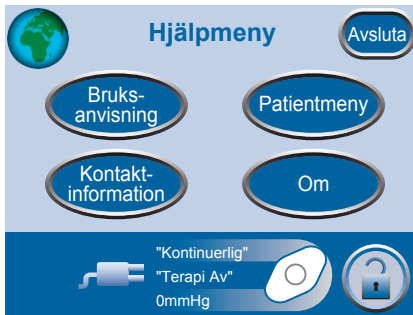 Hjälpmeny
Avsluta
Bruks-
anvisning
Patientmeny
Kontakt-
information
Om
"Kontinuerlig"
"Terapi Av"
0mmHg